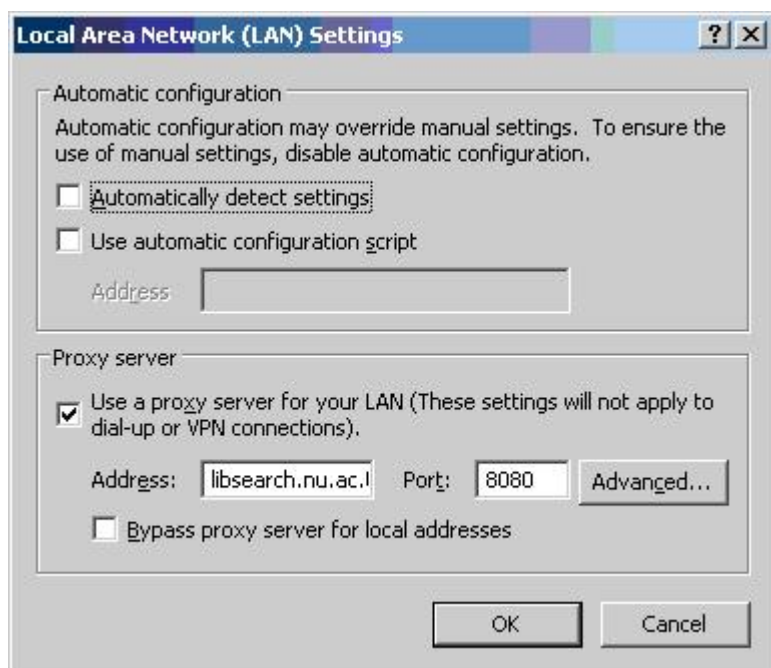 Local Area Network (LAN) Settings
Automatic configuration
Automatic configuration may override manual settings. To ensure the
use of manual settings, disable automatic configuration.
Automatically detect settings
Use automatic configuration script
Address
Proxy server
Use a proxy server for your LAN (These settings will not apply to
dial-up or VPN connections).
Address: libsearch.nu.ac. Port: 8080 Advanced...
Bypass proxy server for local addresses
OK Cancel